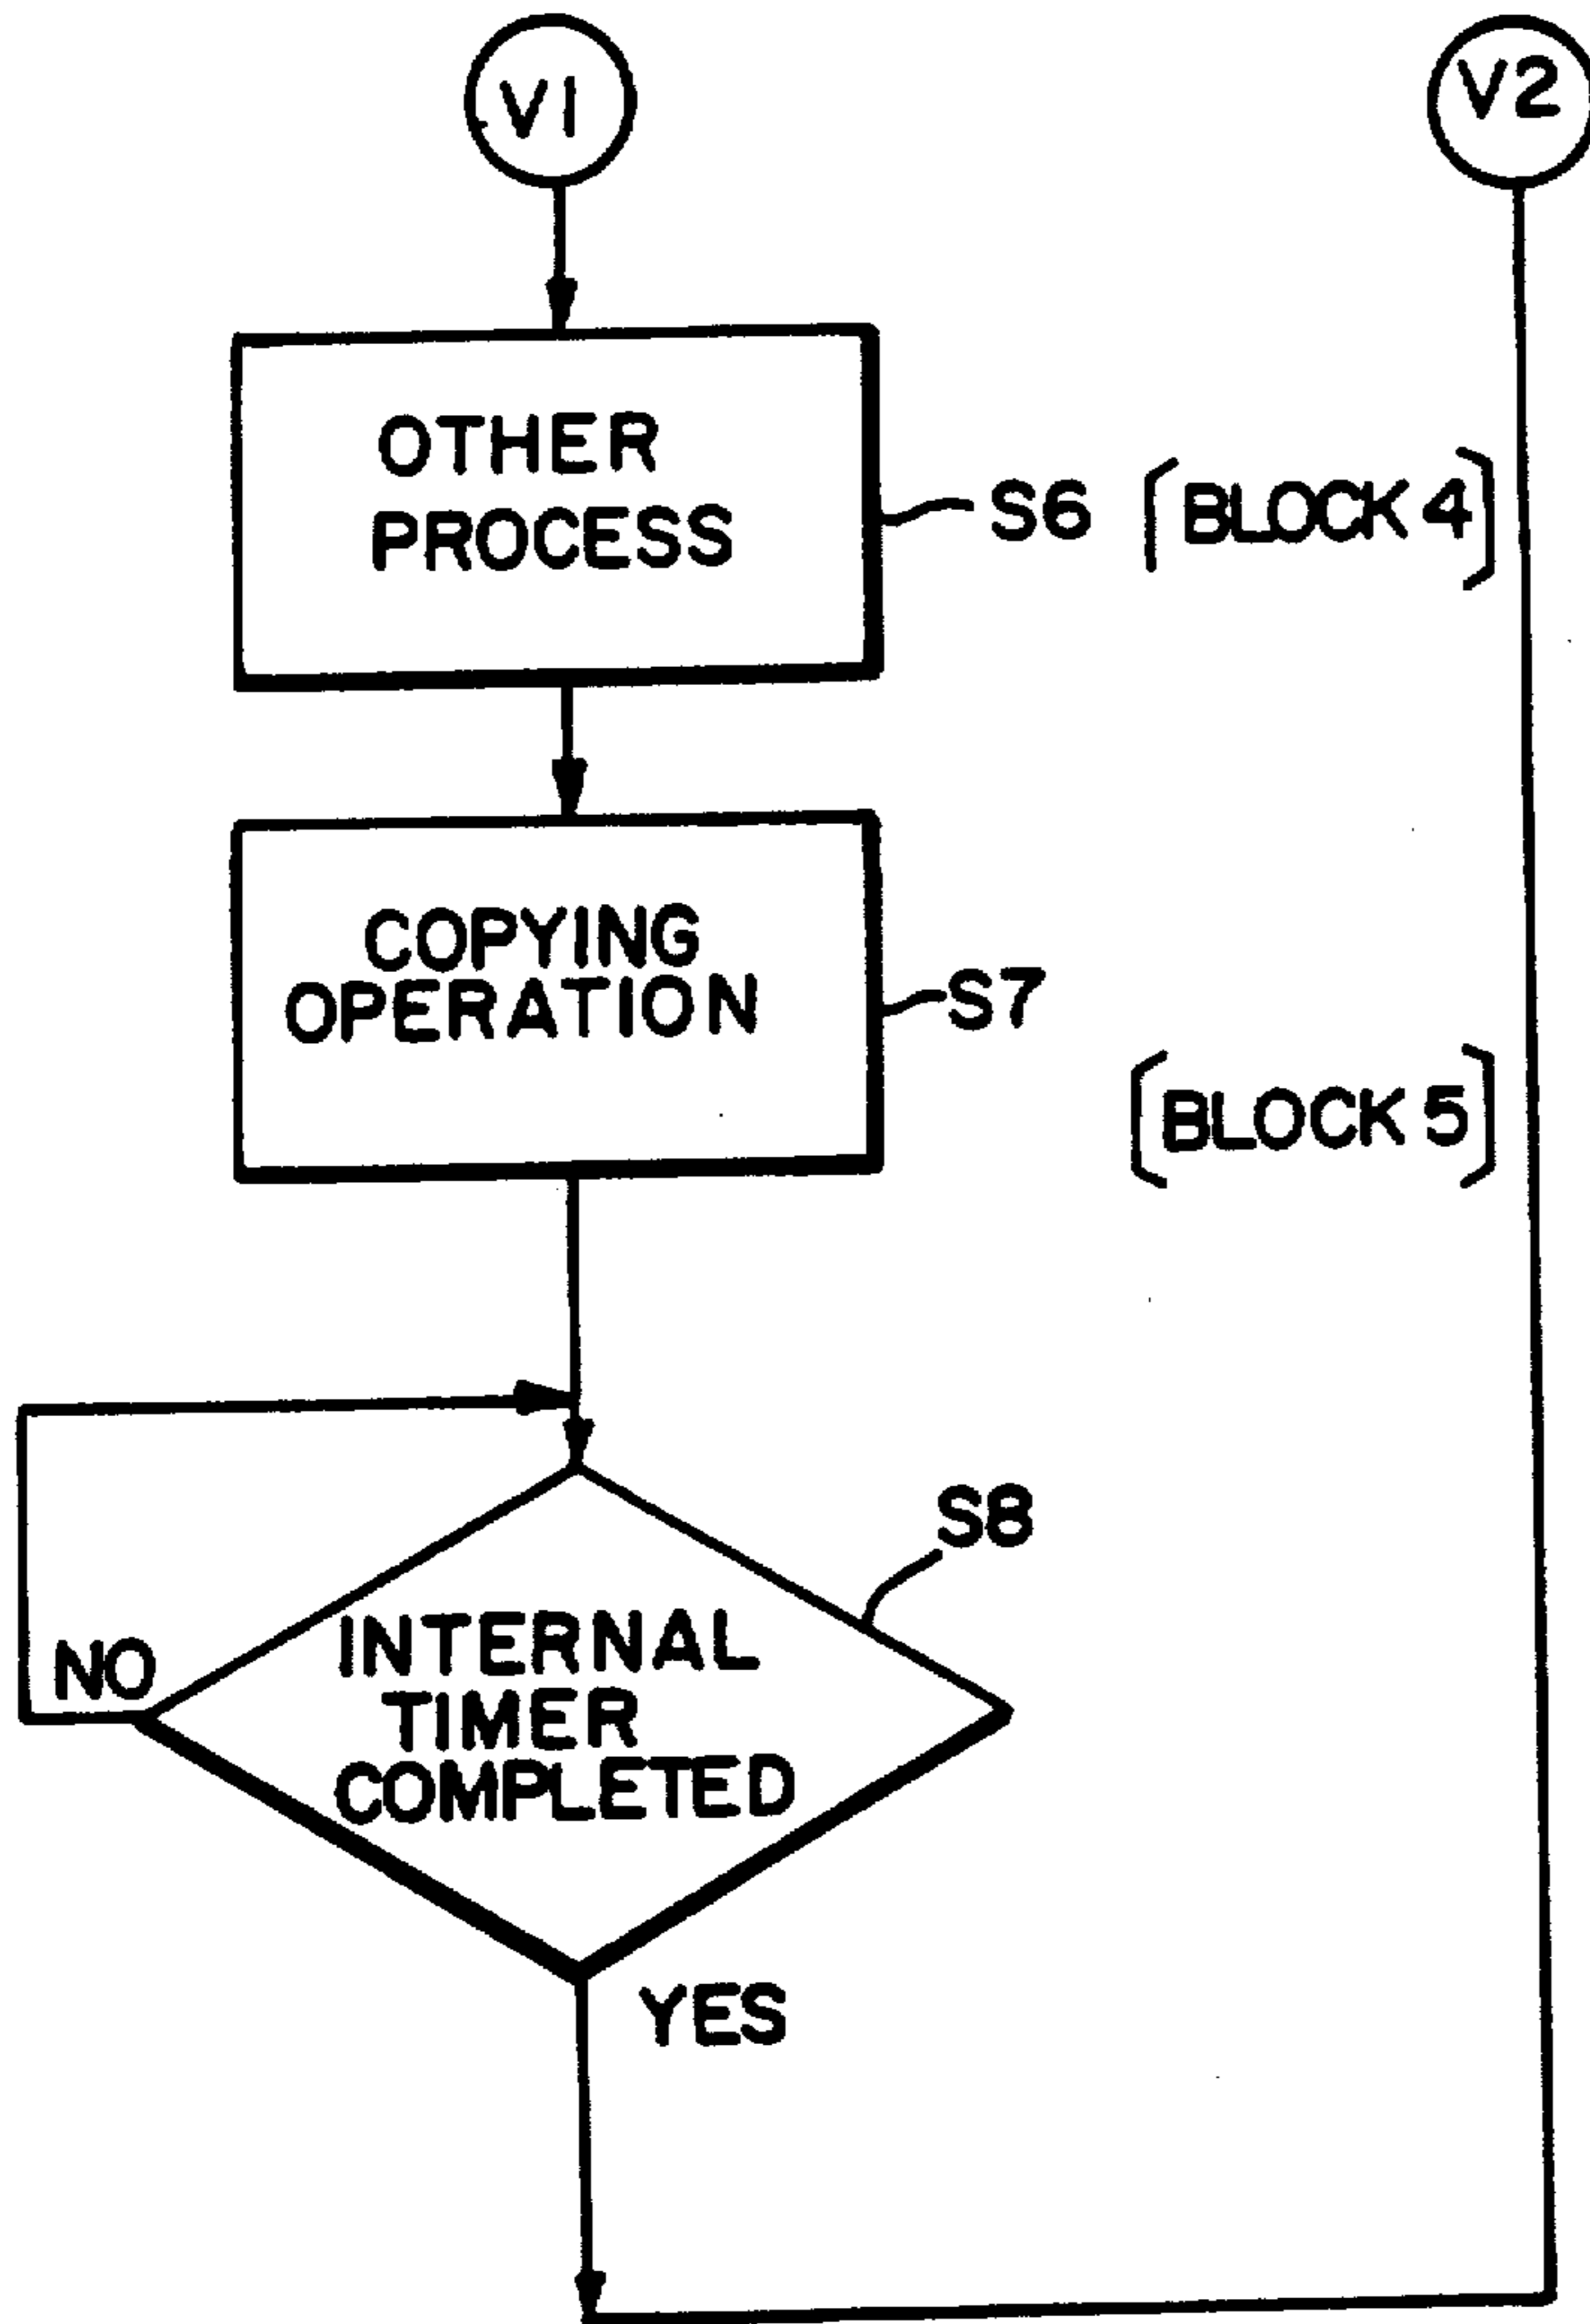 V1
V2
OTHER
PROCESS
S6 [BLOCK 4]
COPYING
OPERATION
S7
[BLOCK 5]
S8
NO
INTERNAL
TIMER
COMPLETED
YES